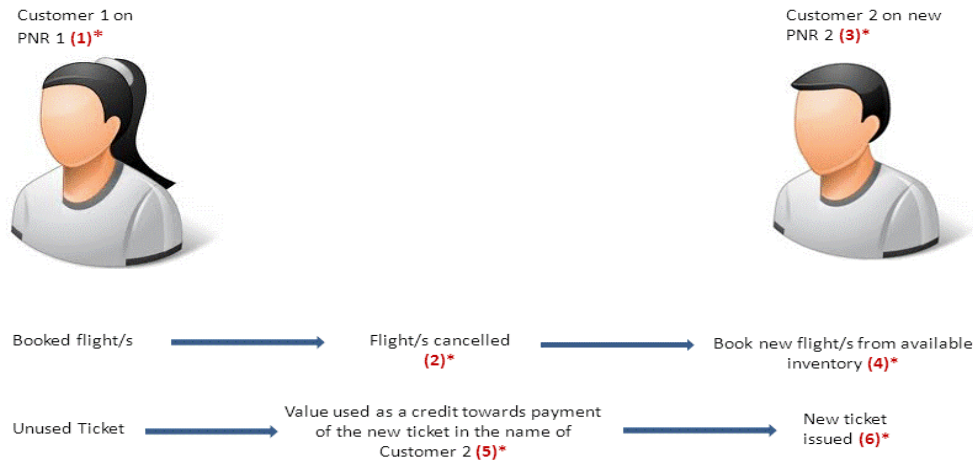 Customer 1 on
PNR 1 (1)*
Customer 2 on new
PNR 2 (3)*
Booked flight/s
Flight/s cancelled
(2)*
Book new flight/s from available
inventory (4)*
Unused Ticket
Value used as a credit towards payment
of the new ticket in the name of
Customer 2 (5)*
New ticket
issued (6)*